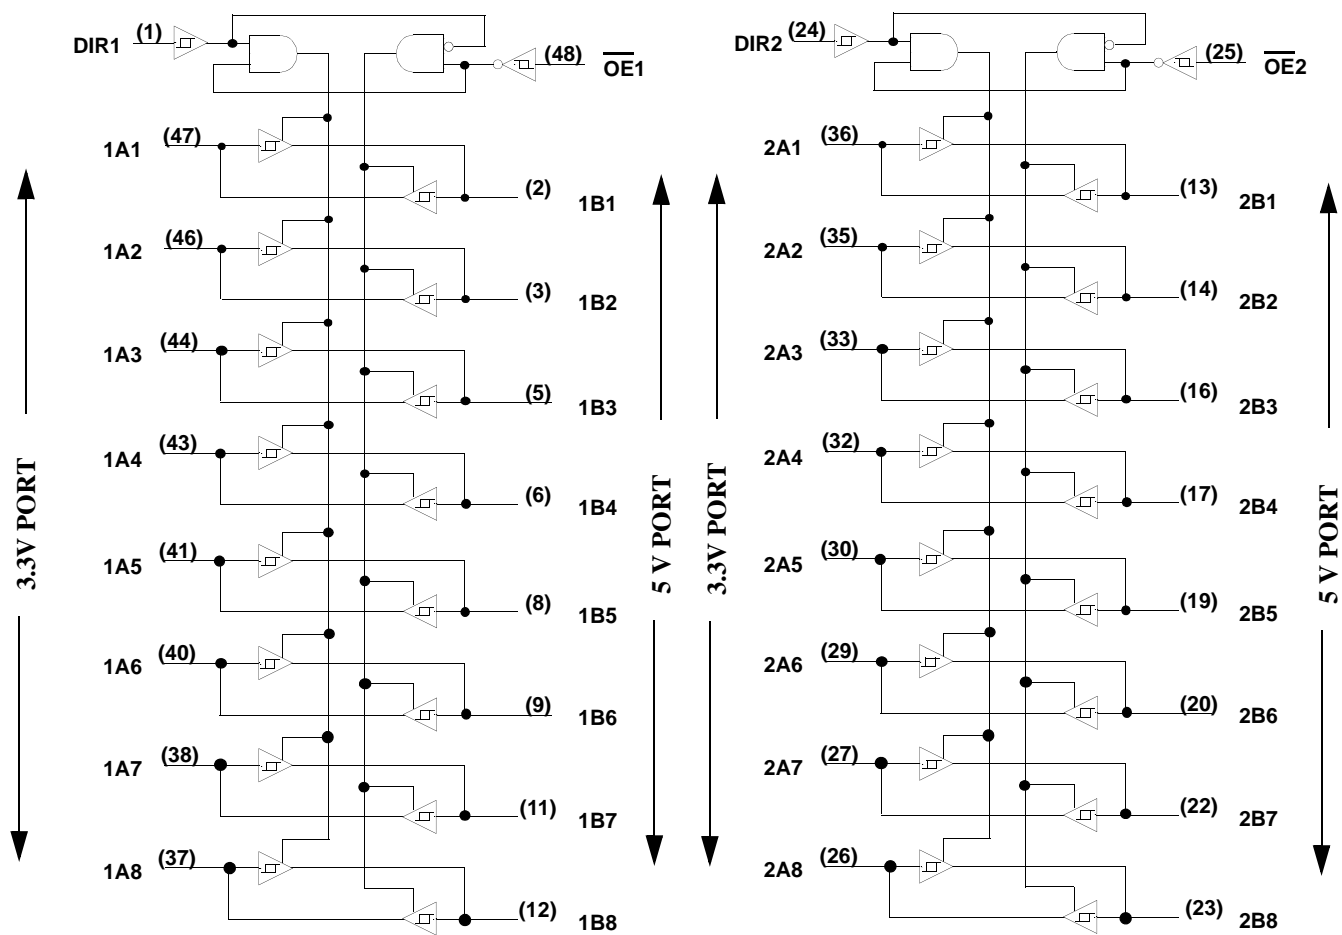 DIR1 (1) (48) OE1
1A1 (47) (2) 1B1
1A2 (46) (3) 1B2
1A3 (44) (5) 1B3
1A4 (43) (6) 1B4
1A5 (41) (8) 1B5
1A6 (40) (9) 1B6
1A7 (38) (11) 1B7
1A8 (37) (12) 1B8
3.3V PORT
5 V PORT
DIR2 (24) (25) OE2
2A1 (36) (13) 2B1
2A2 (35) (14) 2B2
2A3 (33) (16) 2B3
2A4 (32) (17) 2B4
2A5 (30) (19) 2B5
2A6 (29) (20) 2B6
2A7 (27) (22) 2B7
2A8 (26) (23) 2B8
3.3V PORT
5 V PORT